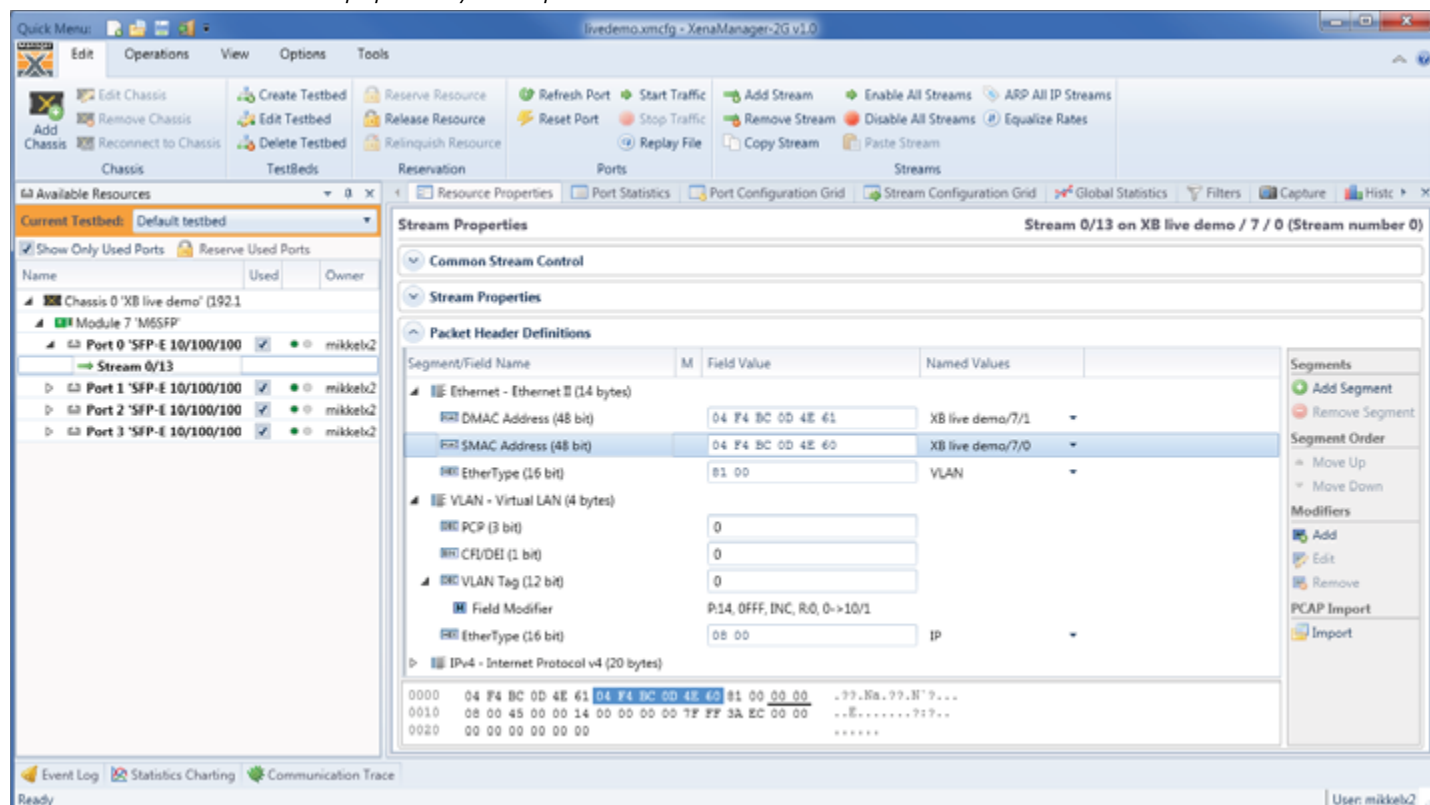 Quick Menu:
livedemo.xmcfg - XenaManager-2G v1.0
Edit Operations View Options Tools
Add Chassis
Edit Chassis
Remove Chassis
Reconnect to Chassis
Chassis
Create Testbed
Edit Testbed
Delete Testbed
TestBeds
Reserve Resource
Release Resource
Relinquish Resource
Reservation
Refresh Port Start Traffic
Reset Port Stop Traffic
Replay File
Ports
Add Stream Enable All Streams ARP All IP Streams
Remove Stream Disable All Streams Equalize Rates
Copy Stream Paste Stream
Streams
Available Resources
Current Testbed: Default testbed
Show Only Used Ports Reserve Used Ports
Name Used Owner
Chassis 0 'XB live demo' (192.1
Module 7 'M6SFP'
Port 0 'SFP-E 10/100/100 mikkelx2
Stream 0/13
Port 1 'SFP-E 10/100/100 mikkelx2
Port 2 'SFP-E 10/100/100 mikkelx2
Port 3 'SFP-E 10/100/100 mikkelx2
Resource Properties Port Statistics Port Configuration Grid Stream Configuration Grid Global Statistics Filters Capture Histc
Stream Properties Stream 0/13 on XB live demo / 7 / 0 (Stream number 0)
Common Stream Control
Stream Properties
Packet Header Definitions
Segment/Field Name M Field Value Named Values
Ethernet - Ethernet II (14 bytes)
DMAC Address (48 bit) 04 F4 BC 0D 4E 61 XB live demo/7/1
SMAC Address (48 bit) 04 F4 BC 0D 4E 60 XB live demo/7/0
EtherType (16 bit) 81 00 VLAN
VLAN - Virtual LAN (4 bytes)
PCP (3 bit) 0
CFI/DEI (1 bit) 0
VLAN Tag (12 bit) 0
M Field Modifier P:14, 0FFF, INC, R:0, 0->10/1
EtherType (16 bit) 08 00 IP
IPv4 - Internet Protocol v4 (20 bytes)
0000 04 F4 BC 0D 4E 61 04 F4 BC 0D 4E 60 81 00 00 00 .??.Na.??.N`?...
0010 08 00 45 00 00 14 00 00 00 00 7F FF 3A EC 00 00 ..E.......?:?..
0020 00 00 00 00 00 00 ......
Segments
Add Segment
Remove Segment
Segment Order
Move Up
Move Down
Modifiers
Add
Edit
Remove
PCAP Import
Import
Event Log Statistics Charting Communication Trace
Ready User: mikkelx2